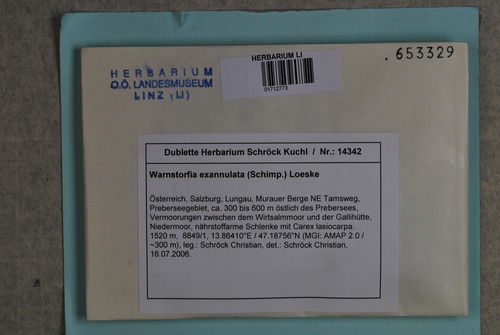 HERBARIUM
O.Ö. LANDESMUSEUM
LINZ (LI)
HERBARIUM LI
01712773
.653329
Dublette Herbarium Schröck Kuchl / Nr.: 14342
Warnstorfia exannulata (Schimp.) Loeske
Österreich, Salzburg, Lungau, Murauer Berge NE Tamsweg,
Preberseegebiet, ca. 300 bis 600 m östlich des Prebersees,
Vermoorungen zwischen dem Wirtsalmmoor und der Gallihütte,
Niedermoor, nährstoffarme Schlenke mit Carex lasiocarpa.
1520 m, 8849/1, 13.86410°E / 47.18756°N (MGI: AMAP 2.0 /
~300 m), leg.: Schröck Christian, det.: Schröck Christian,
16.07.2006.